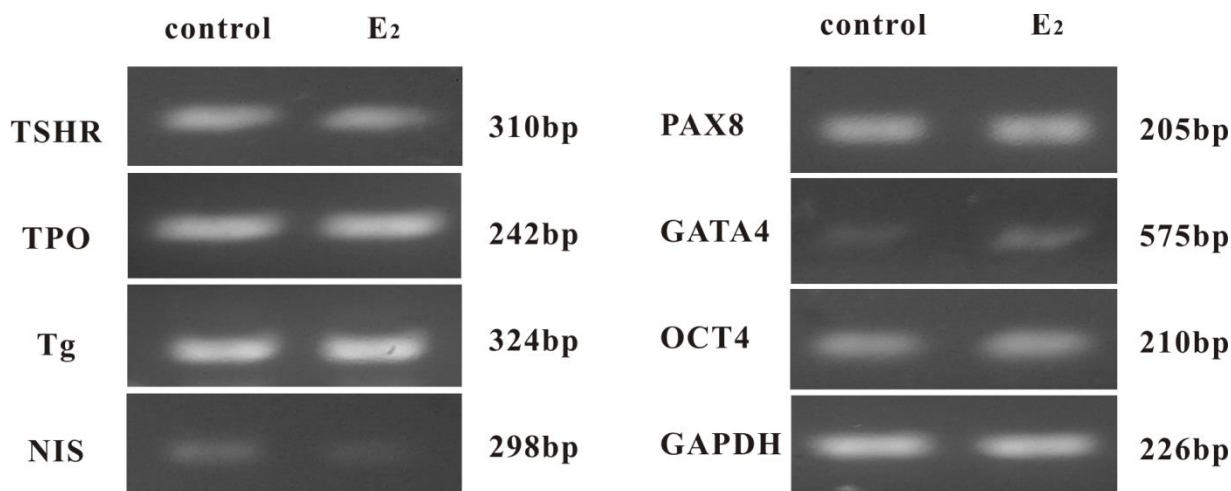 control E₂
TSHR 310bp
TPO 242bp
Tg 324bp
NIS 298bp
control E₂
PAX8 205bp
GATA4 575bp
OCT4 210bp
GAPDH 226bp